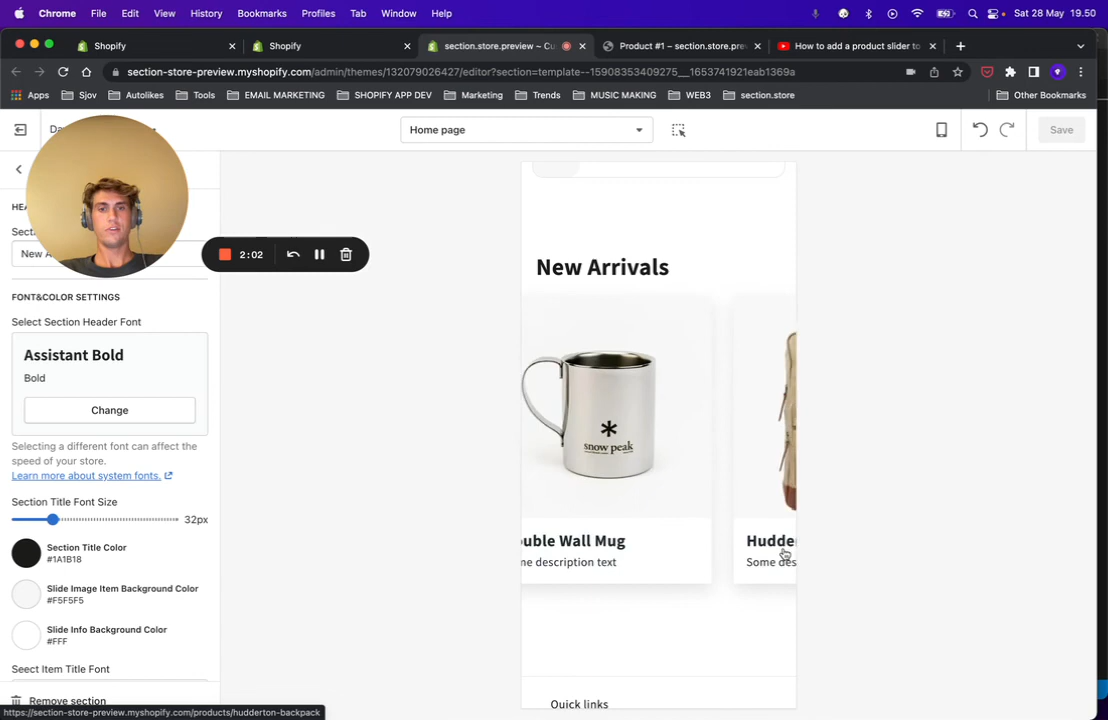 Chrome File Edit View History Bookmarks Profiles Tab Window Help Sat 28 May 19.50
Shopify Shopify section.store.preview ~ Cu Product #1 – section.store.pre How to add a product slider to
section-store-preview.myshopify.com/admin/themes/132079026427/editor?section=template--15908353409275__1653741921eab1369a
Apps Sjov Autolikes Tools EMAIL MARKETING SHOPIFY APP DEV Marketing Trends MUSIC MAKING WEB3 section.store Other Bookmarks
Home page
Save
New A
2:02
FONT&COLOR SETTINGS
Select Section Header Font
Assistant Bold
Bold
Change
Selecting a different font can affect the
speed of your store.
Learn more about system fonts.
Section Title Font Size
32px
Section Title Color
#1A1B18
Slide Image Item Background Color
#F5F5F5
Slide Info Background Color
#FFF
Seect Item Title Font
Remove section
https://section-store-preview.myshopify.com/products/hudderton-backpack
New Arrivals
snow peak
ouble Wall Mug
me description text
Hudder
Some des
Quick links